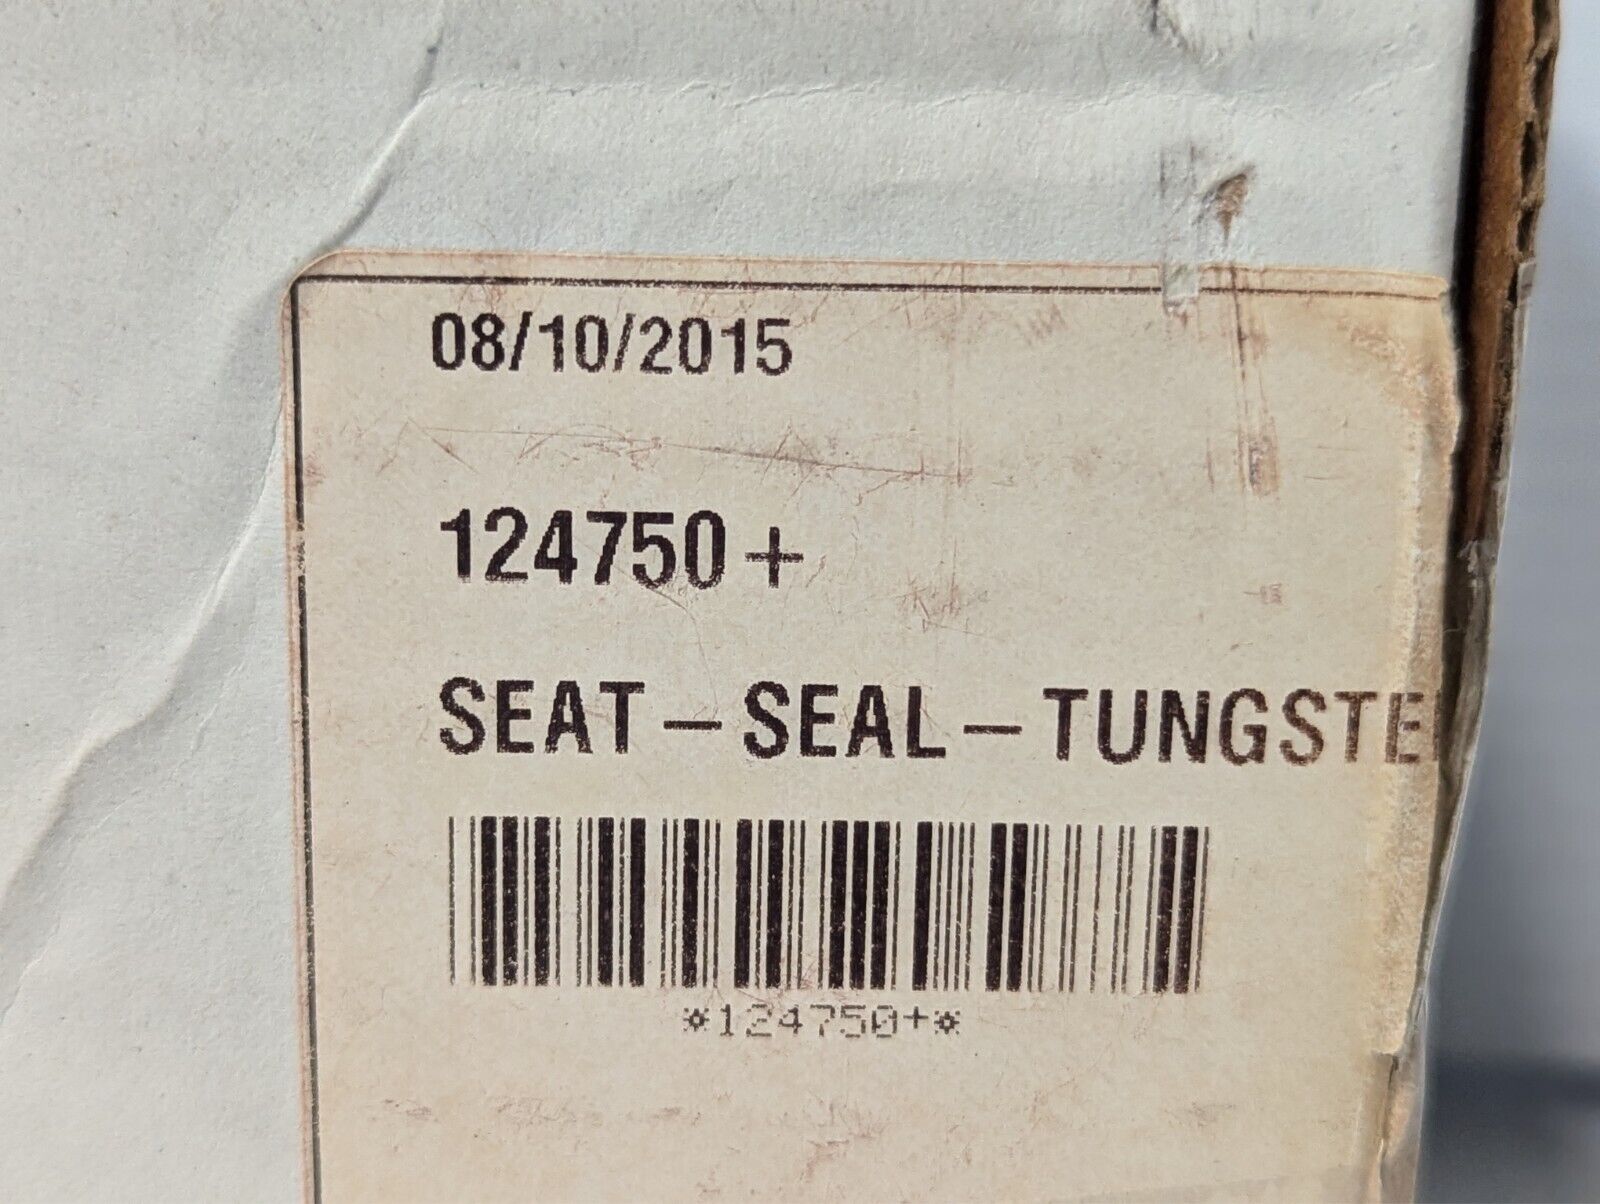 08/10/2015
124750+
SEAT-SEAL-TUNGSTE
*124750+*